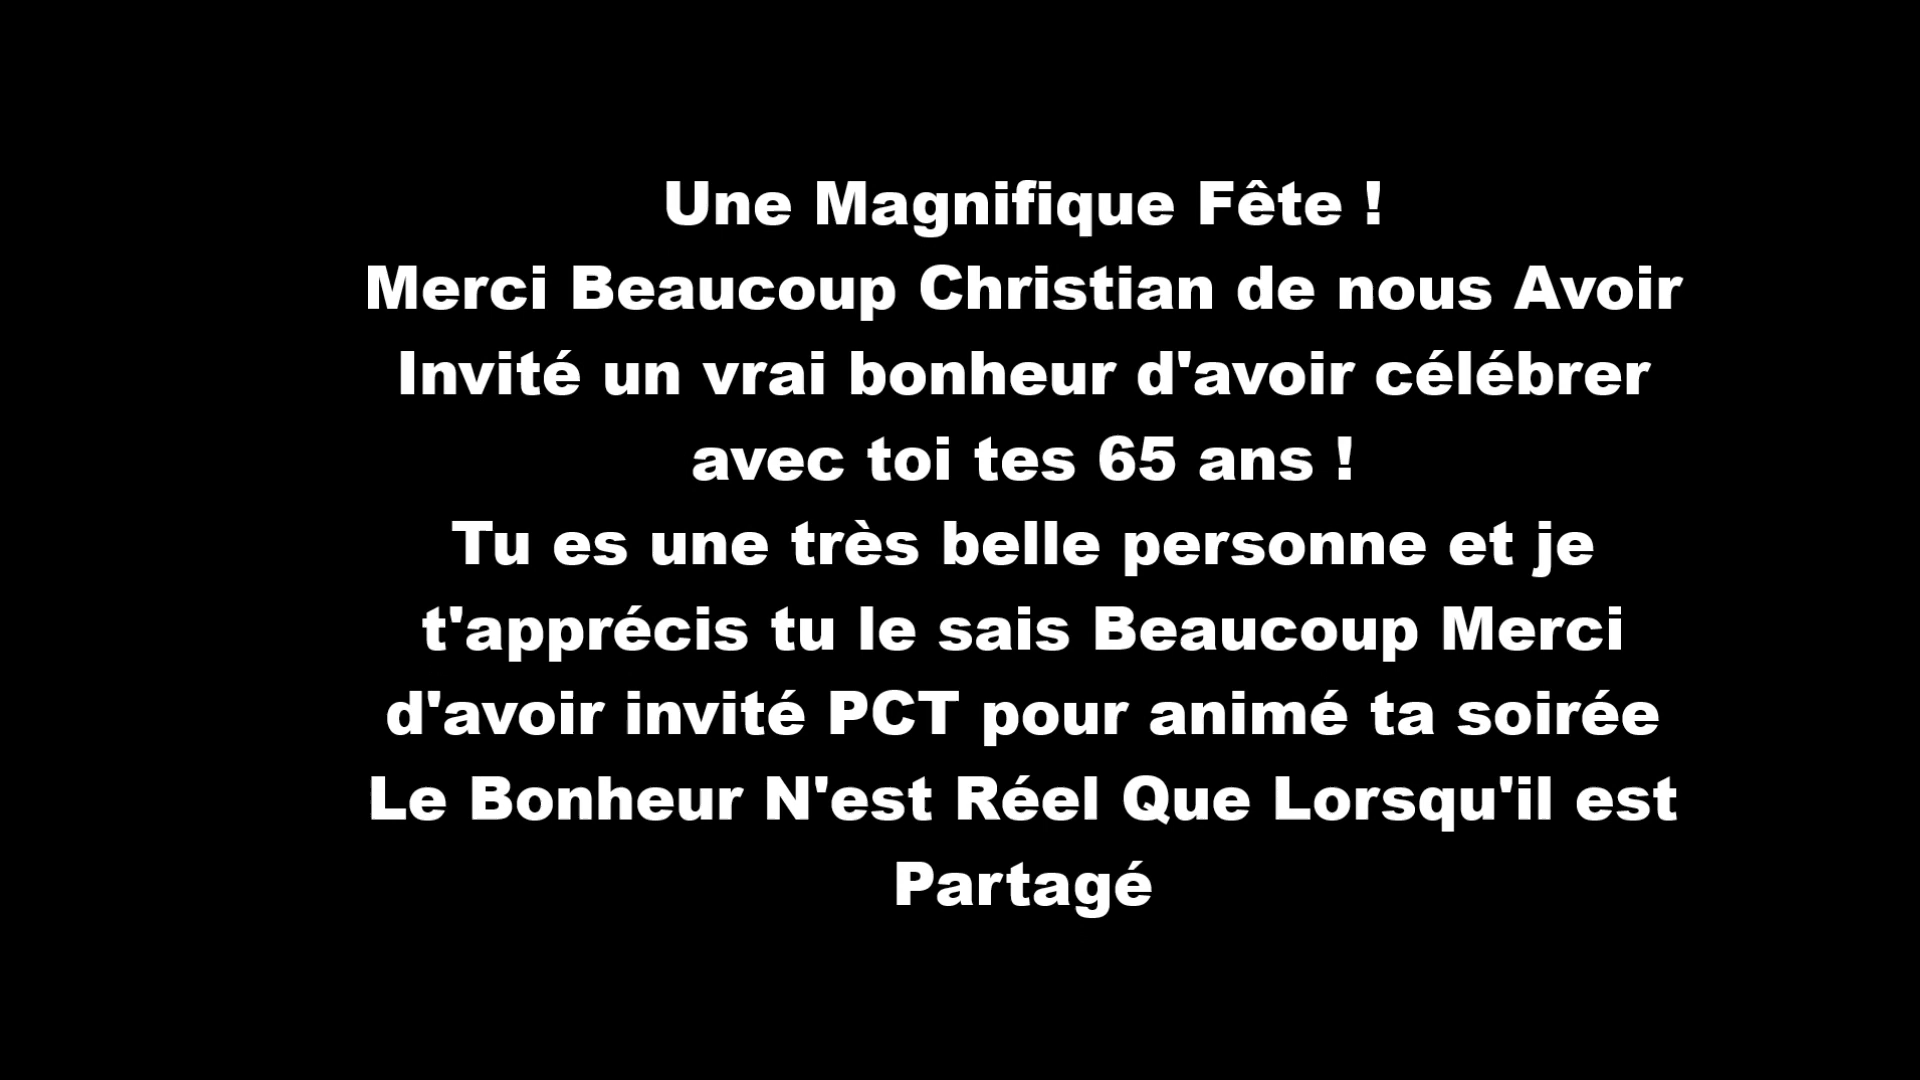 Une Magnifique Fête !
Merci Beaucoup Christian de nous Avoir
Invité un vrai bonheur d'avoir célébrer
avec toi tes 65 ans !
Tu es une très belle personne et je
t'apprécis tu le sais Beaucoup Merci
d'avoir invité PCT pour animé ta soirée
Le Bonheur N'est Réel Que Lorsqu'il est
Partagé